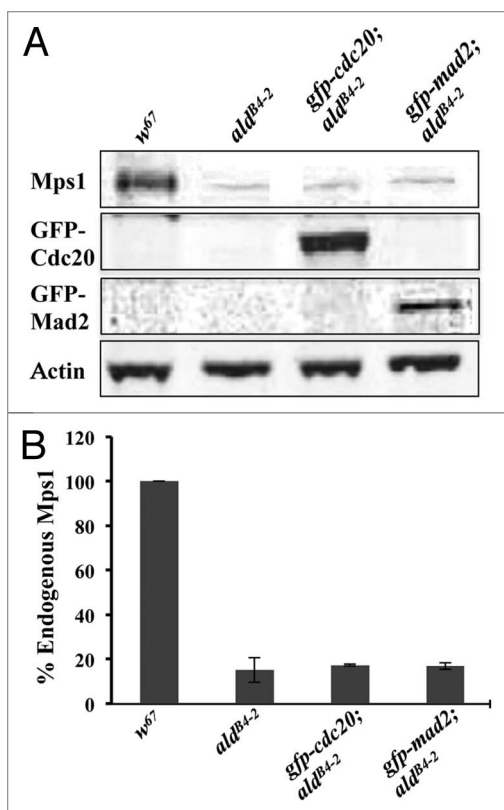 A
w67
aldB4-2
gfp-cdc20;
aldB4-2
gfp-mad2;
aldB4-2
Mps1
GFP-
Cdc20
GFP-
Mad2
Actin
B
% Endogenous Mps1
120
100
80
60
40
20
0
w67
aldB4-2
gfp-cdc20;
aldB4-2
gfp-mad2;
aldB4-2